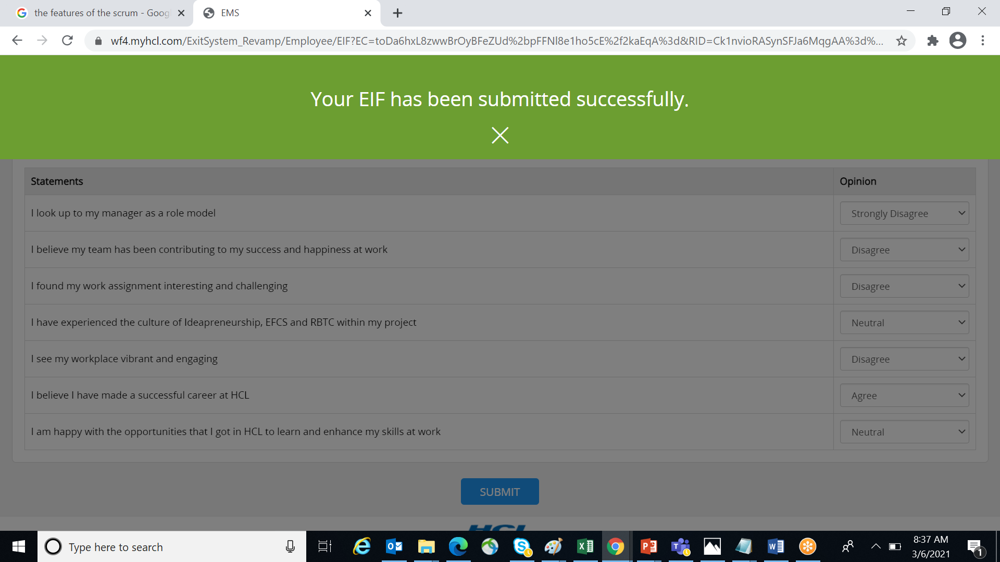 the features of the scrum - Goog
EMS
wf4.myhcl.com/ExitSystem_Revamp/Employee/EIF?EC=toDa6hxL8zwwBrOyBFeZUd%2bpFFNl8e1ho5cE%2f2kaEqA%3d&RID=Ck1nvioRASynSFJa6MqgAA%3d%...
Your EIF has been submitted successfully.
Statements Opinion
I look up to my manager as a role model Strongly Disagree
I believe my team has been contributing to my success and happiness at work Disagree
I found my work assignment interesting and challenging Disagree
I have experienced the culture of Ideapreneurship, EFCS and RBTC within my project Neutral
I see my workplace vibrant and engaging Disagree
I believe I have made a successful career at HCL Agree
I am happy with the opportunities that I got in HCL to learn and enhance my skills at work Neutral
SUBMIT
HCL
Type here to search
8:37 AM
3/6/2021
1